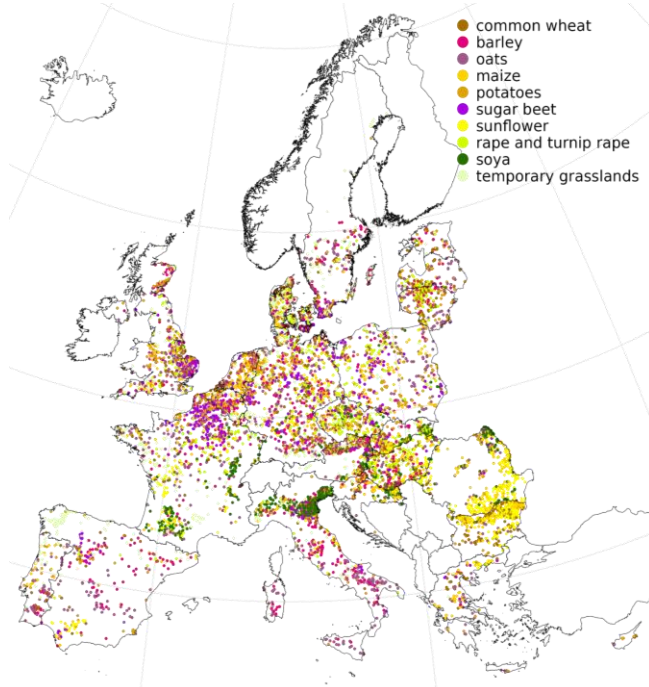 common wheat
barley
oats
maize
potatoes
sugar beet
sunflower
rape and turnip rape
soya
temporary grasslands